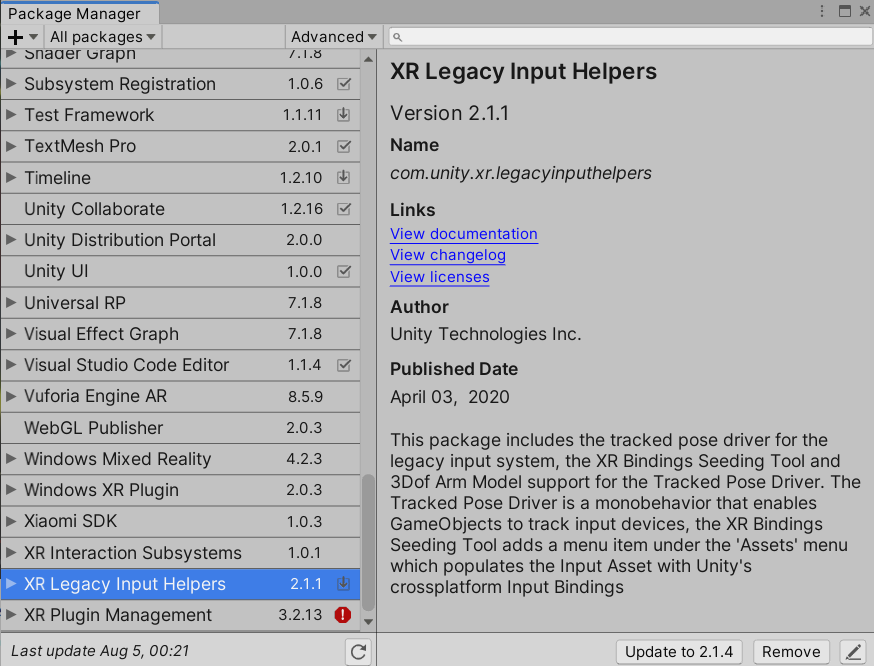 Package Manager
+ All packages Advanced
Shader Graph 7.1.8
Subsystem Registration 1.0.6
Test Framework 1.1.11
TextMesh Pro 2.0.1
Timeline 1.2.10
Unity Collaborate 1.2.16
Unity Distribution Portal 2.0.0
Unity UI 1.0.0
Universal RP 7.1.8
Visual Effect Graph 7.1.8
Visual Studio Code Editor 1.1.4
Vuforia Engine AR 8.5.9
WebGL Publisher 2.0.3
Windows Mixed Reality 4.2.3
Windows XR Plugin 2.0.3
Xiaomi SDK 1.0.3
XR Interaction Subsystems 1.0.1
XR Legacy Input Helpers 2.1.1
XR Plugin Management 3.2.13
Last update Aug 5, 00:21
XR Legacy Input Helpers
Version 2.1.1
Name
com.unity.xr.legacyinputhelpers
Links
View documentation
View changelog
View licenses
Author
Unity Technologies Inc.
Published Date
April 03, 2020
This package includes the tracked pose driver for the
legacy input system, the XR Bindings Seeding Tool and
3Dof Arm Model support for the Tracked Pose Driver. The
Tracked Pose Driver is a monobehavior that enables
GameObjects to track input devices, the XR Bindings
Seeding Tool adds a menu item under the 'Assets' menu
which populates the Input Asset with Unity's
crossplatform Input Bindings
Update to 2.1.4 Remove